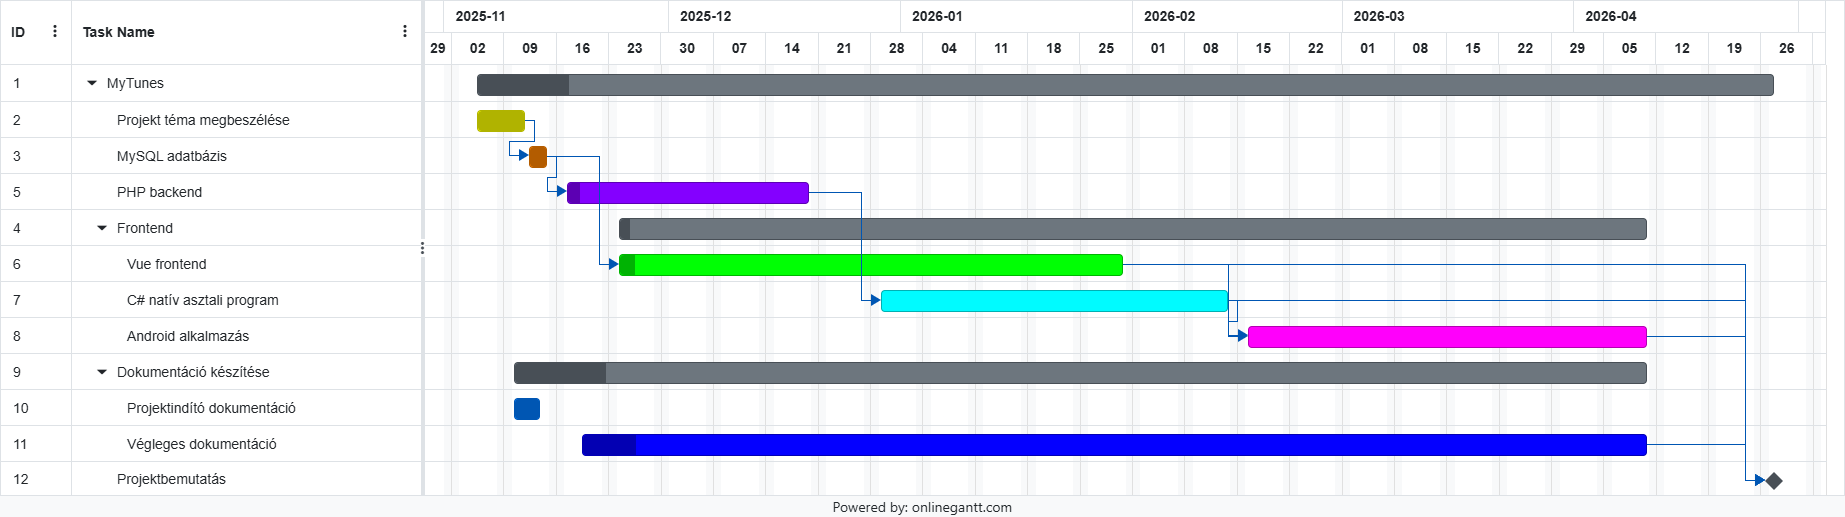 ID Task Name 2025-11 2025-12 2026-01 2026-02 2026-03 2026-04
29 02 09 16 23 30 07 14 21 28 04 11 18 25 01 08 15 22 01 08 15 22 29 05 12 19 26
1 MyTunes
2 Projekt téma megbeszélése
3 MySQL adatbázis
5 PHP backend
4 Frontend
6 Vue frontend
7 C# natív asztali program
8 Android alkalmazás
9 Dokumentáció készítése
10 Projektindító dokumentáció
11 Végleges dokumentáció
12 Projektbemutatás
Powered by: onlinegantt.com